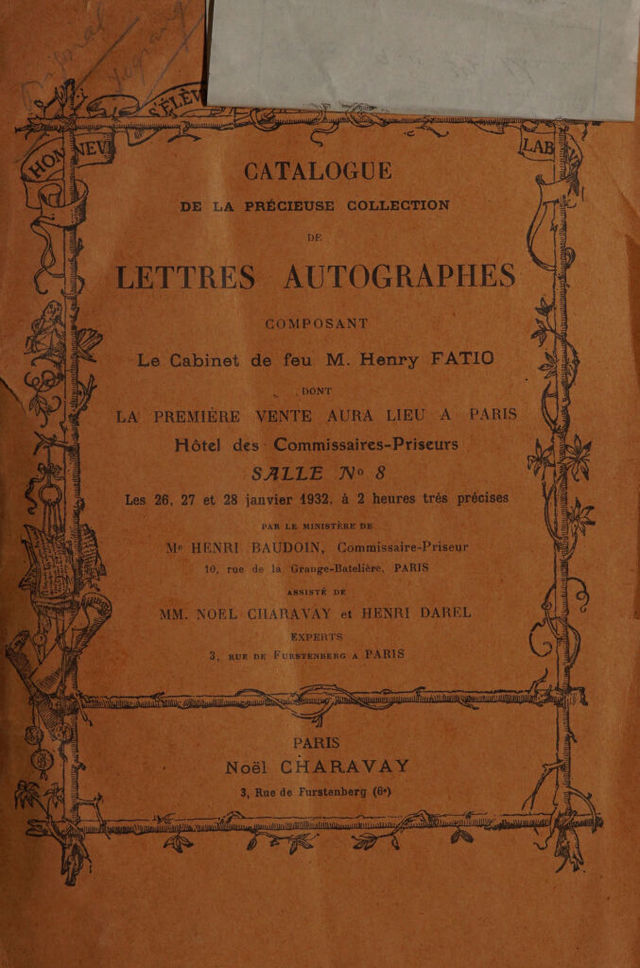 S'ÉLÈV
HONNEV
LAB
CATALOGUE
DE LA PRÉCIEUSE COLLECTION
DE
LETTRES AUTOGRAPHES
COMPOSANT
Le Cabinet de feu M. Henry FATIO
DONT
LA PREMIÈRE VENTE AURA LIEU A PARIS
Hôtel des Commissaires-Priseurs
SALLE No 8
Les 26, 27 et 28 janvier 1932, à 2 heures très précises
PAR LE MINISTÈRE DE
Me HENRI BAUDOIN, Commissaire-Priseur
10, rue de la Grange-Batelière, PARIS
ASSISTÉ DE
MM. NOEL CHARAVAY et HENRI DAREL
EXPERTS
3, RUE DE FURSTENBERG A PARIS
PARIS
Noël CHARAVAY
3, Rue de Furstenberg (6e)